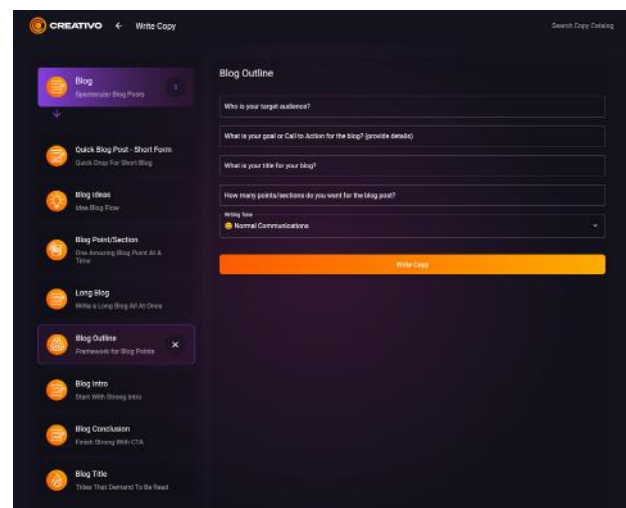 CREATIVO ← Write Copy
Search Copy Catalog
Blog
Spectacular Blog Posts
Quick Blog Post - Short Form
Quick Drop For Short Blog
Blog Ideas
Idea Blog Flow
Blog Point/Section
One Amazing Blog Point At A
Time
Long Blog
Write a Long Blog All At Once
Blog Outline
Framework for Blog Points
Blog Intro
Start With Strong Intro
Blog Conclusion
Finish Strong With CTA
Blog Title
Titles That Demand To Be Read
Blog Outline
Who is your target audience?
What is your goal or Call to Action for the blog? (provide details)
What is your title for your blog?
How many points/sections do you want for the blog post?
Writing Tone
😀 Normal Communications
Write Copy